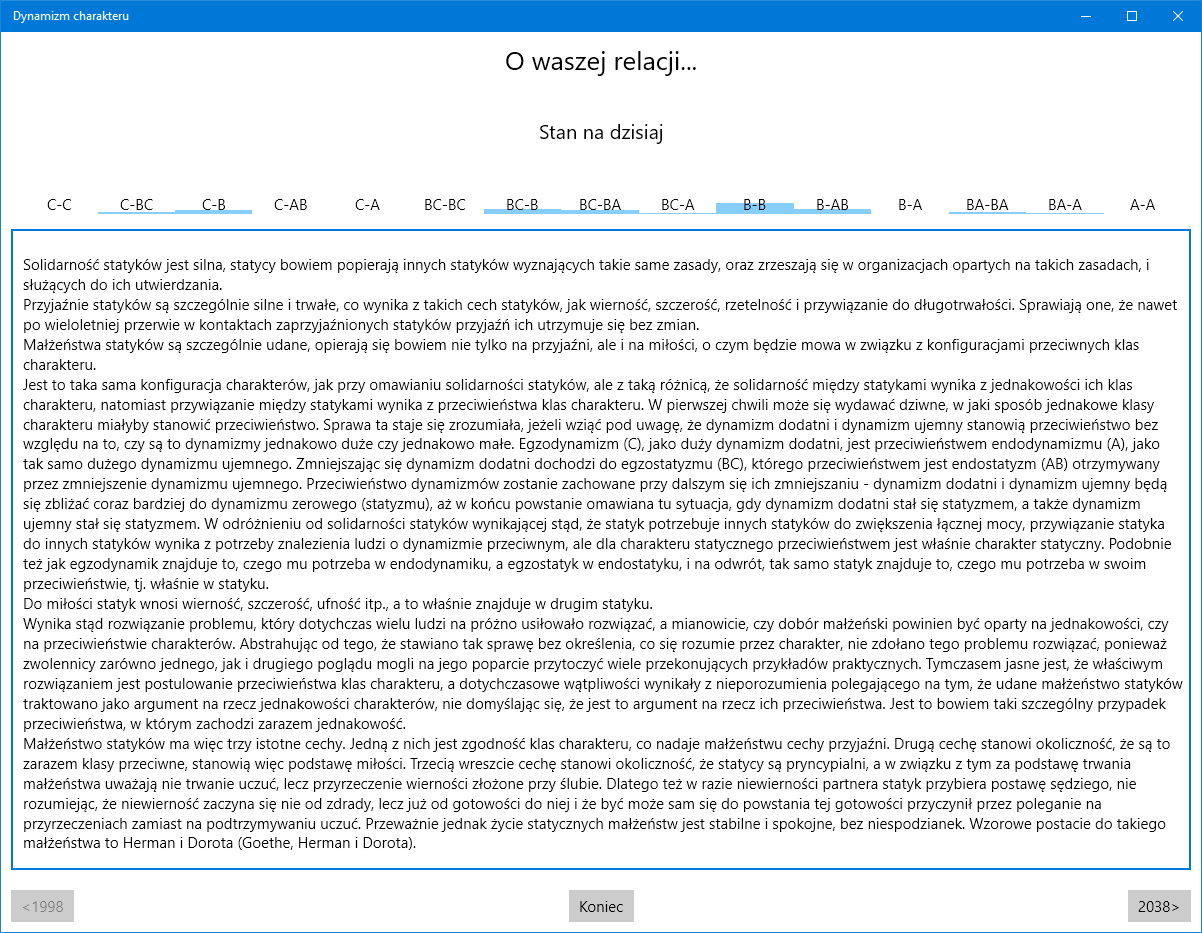 Dynamizm charakteru
O waszej relacji...
Stan na dzisiaj
C-C C-BC C-B C-AB C-A BC-BC BC-B BC-BA BC-A B-B B-AB B-A BA-BA BA-A A-A
Solidarność statyków jest silna, statycy bowiem popierają innych statyków wyznających takie same zasady, oraz zrzeszają się w organizacjach opartych na takich zasadach, i
służących do ich utwierdzania.
Przyjaźnie statyków są szczególnie silne i trwałe, co wynika z takich cech statyków, jak wierność, szczerość, rzetelność i przywiązanie do długotrwałości. Sprawiają one, że nawet
po wieloletniej przerwie w kontaktach zaprzyjaźnionych statyków przyjaźń ich utrzymuje się bez zmian.
Małżeństwa statyków są szczególnie udane, opierają się bowiem nie tylko na przyjaźni, ale i na miłości, o czym będzie mowa w związku z konfiguracjami przeciwnych klas
charakteru.
Jest to taka sama konfiguracja charakterów, jak przy omawianiu solidarności statyków, ale z taką różnicą, że solidarność między statykami wynika z jednakowości ich klas
charakteru, natomiast przywiązanie między statykami wynika z przeciwieństwa klas charakteru. W pierwszej chwili może się wydawać dziwne, w jaki sposób jednakowe klasy
charakteru miałyby stanowić przeciwieństwo. Sprawa ta staje się zrozumiała, jeżeli wziąć pod uwagę, że dynamizm dodatni i dynamizm ujemny stanowią przeciwieństwo bez
względu na to, czy są to dynamizmy jednakowo duże czy jednakowo małe. Egzodynamizm (C), jako duży dynamizm dodatni, jest przeciwieństwem endodynamizmu (A), jako
tak samo dużego dynamizmu ujemnego. Zmniejszając się dynamizm dodatni dochodzi do egzostatyzmu (BC), którego przeciwieństwem jest endostatyzm (AB) otrzymywany
przez zmniejszenie dynamizmu ujemnego. Przeciwieństwo dynamizmów zostanie zachowane przy dalszym się ich zmniejszaniu - dynamizm dodatni i dynamizm ujemny będą
się zbliżać coraz bardziej do dynamizmu zerowego (statyzmu), aż w końcu powstanie omawiana tu sytuacja, gdy dynamizm dodatni stał się statyzmem, a także dynamizm
ujemny stał się statyzmem. W odróżnieniu od solidarności statyków wynikającej stąd, że statyk potrzebuje innych statyków do zwiększenia łącznej mocy, przywiązanie statyka
do innych statyków wynika z potrzeby znalezienia ludzi o dynamizmie przeciwnym, ale dla charakteru statycznego przeciwieństwem jest właśnie charakter statyczny. Podobnie
też jak egzodynamik znajduje to, czego mu potrzeba w endodynamiku, a egzostatyk w endostatyku, i na odwrót, tak samo statyk znajduje to, czego mu potrzeba w swoim
przeciwieństwie, tj. właśnie w statyku.
Do miłości statyk wnosi wierność, szczerość, ufność itp., a to właśnie znajduje w drugim statyku.
Wynika stąd rozwiązanie problemu, który dotychczas wielu ludzi na próżno usiłowało rozwiązać, a mianowicie, czy dobór małżeński powinien być oparty na jednakowości, czy
na przeciwieństwie charakterów. Abstrahując od tego, że stawiano tak sprawę bez określenia, co się rozumie przez charakter, nie zdołano tego problemu rozwiązać, ponieważ
zwolennicy zarówno jednego, jak i drugiego poglądu mogli na jego poparcie przytoczyć wiele przekonujących przykładów praktycznych. Tymczasem jasne jest, że właściwym
rozwiązaniem jest postulowanie przeciwieństwa klas charakteru, a dotychczasowe wątpliwości wynikały z nieporozumienia polegającego na tym, że udane małżeństwo statyków
traktowano jako argument na rzecz jednakowości charakterów, nie domyślając się, że jest to argument na rzecz ich przeciwieństwa. Jest to bowiem taki szczególny przypadek
przeciwieństwa, w którym zachodzi zarazem jednakowość.
Małżeństwo statyków ma więc trzy istotne cechy. Jedną z nich jest zgodność klas charakteru, co nadaje małżeństwu cechy przyjaźni. Drugą cechę stanowi okoliczność, że są to
zarazem klasy przeciwne, stanowią więc podstawę miłości. Trzecią wreszcie cechę stanowi okoliczność, że statycy są pryncypialni, a w związku z tym za podstawę trwania
małżeństwa uważają nie trwanie uczuć, lecz przyrzeczenie wierności złożone przy ślubie. Dlatego też w razie niewierności partnera statyk przybiera postawę sędziego, nie
rozumiejąc, że niewierność zaczyna się nie od zdrady, lecz już od gotowości do niej i że być może sam się do powstania tej gotowości przyczynił przez poleganie na
przyrzeczeniach zamiast na podtrzymywaniu uczuć. Przeważnie jednak życie statycznych małżeństw jest stabilne i spokojne, bez niespodzianek. Wzorowe postacie do takiego
małżeństwa to Herman i Dorota (Goethe, Herman i Dorota).
<1998 Koniec 2038>